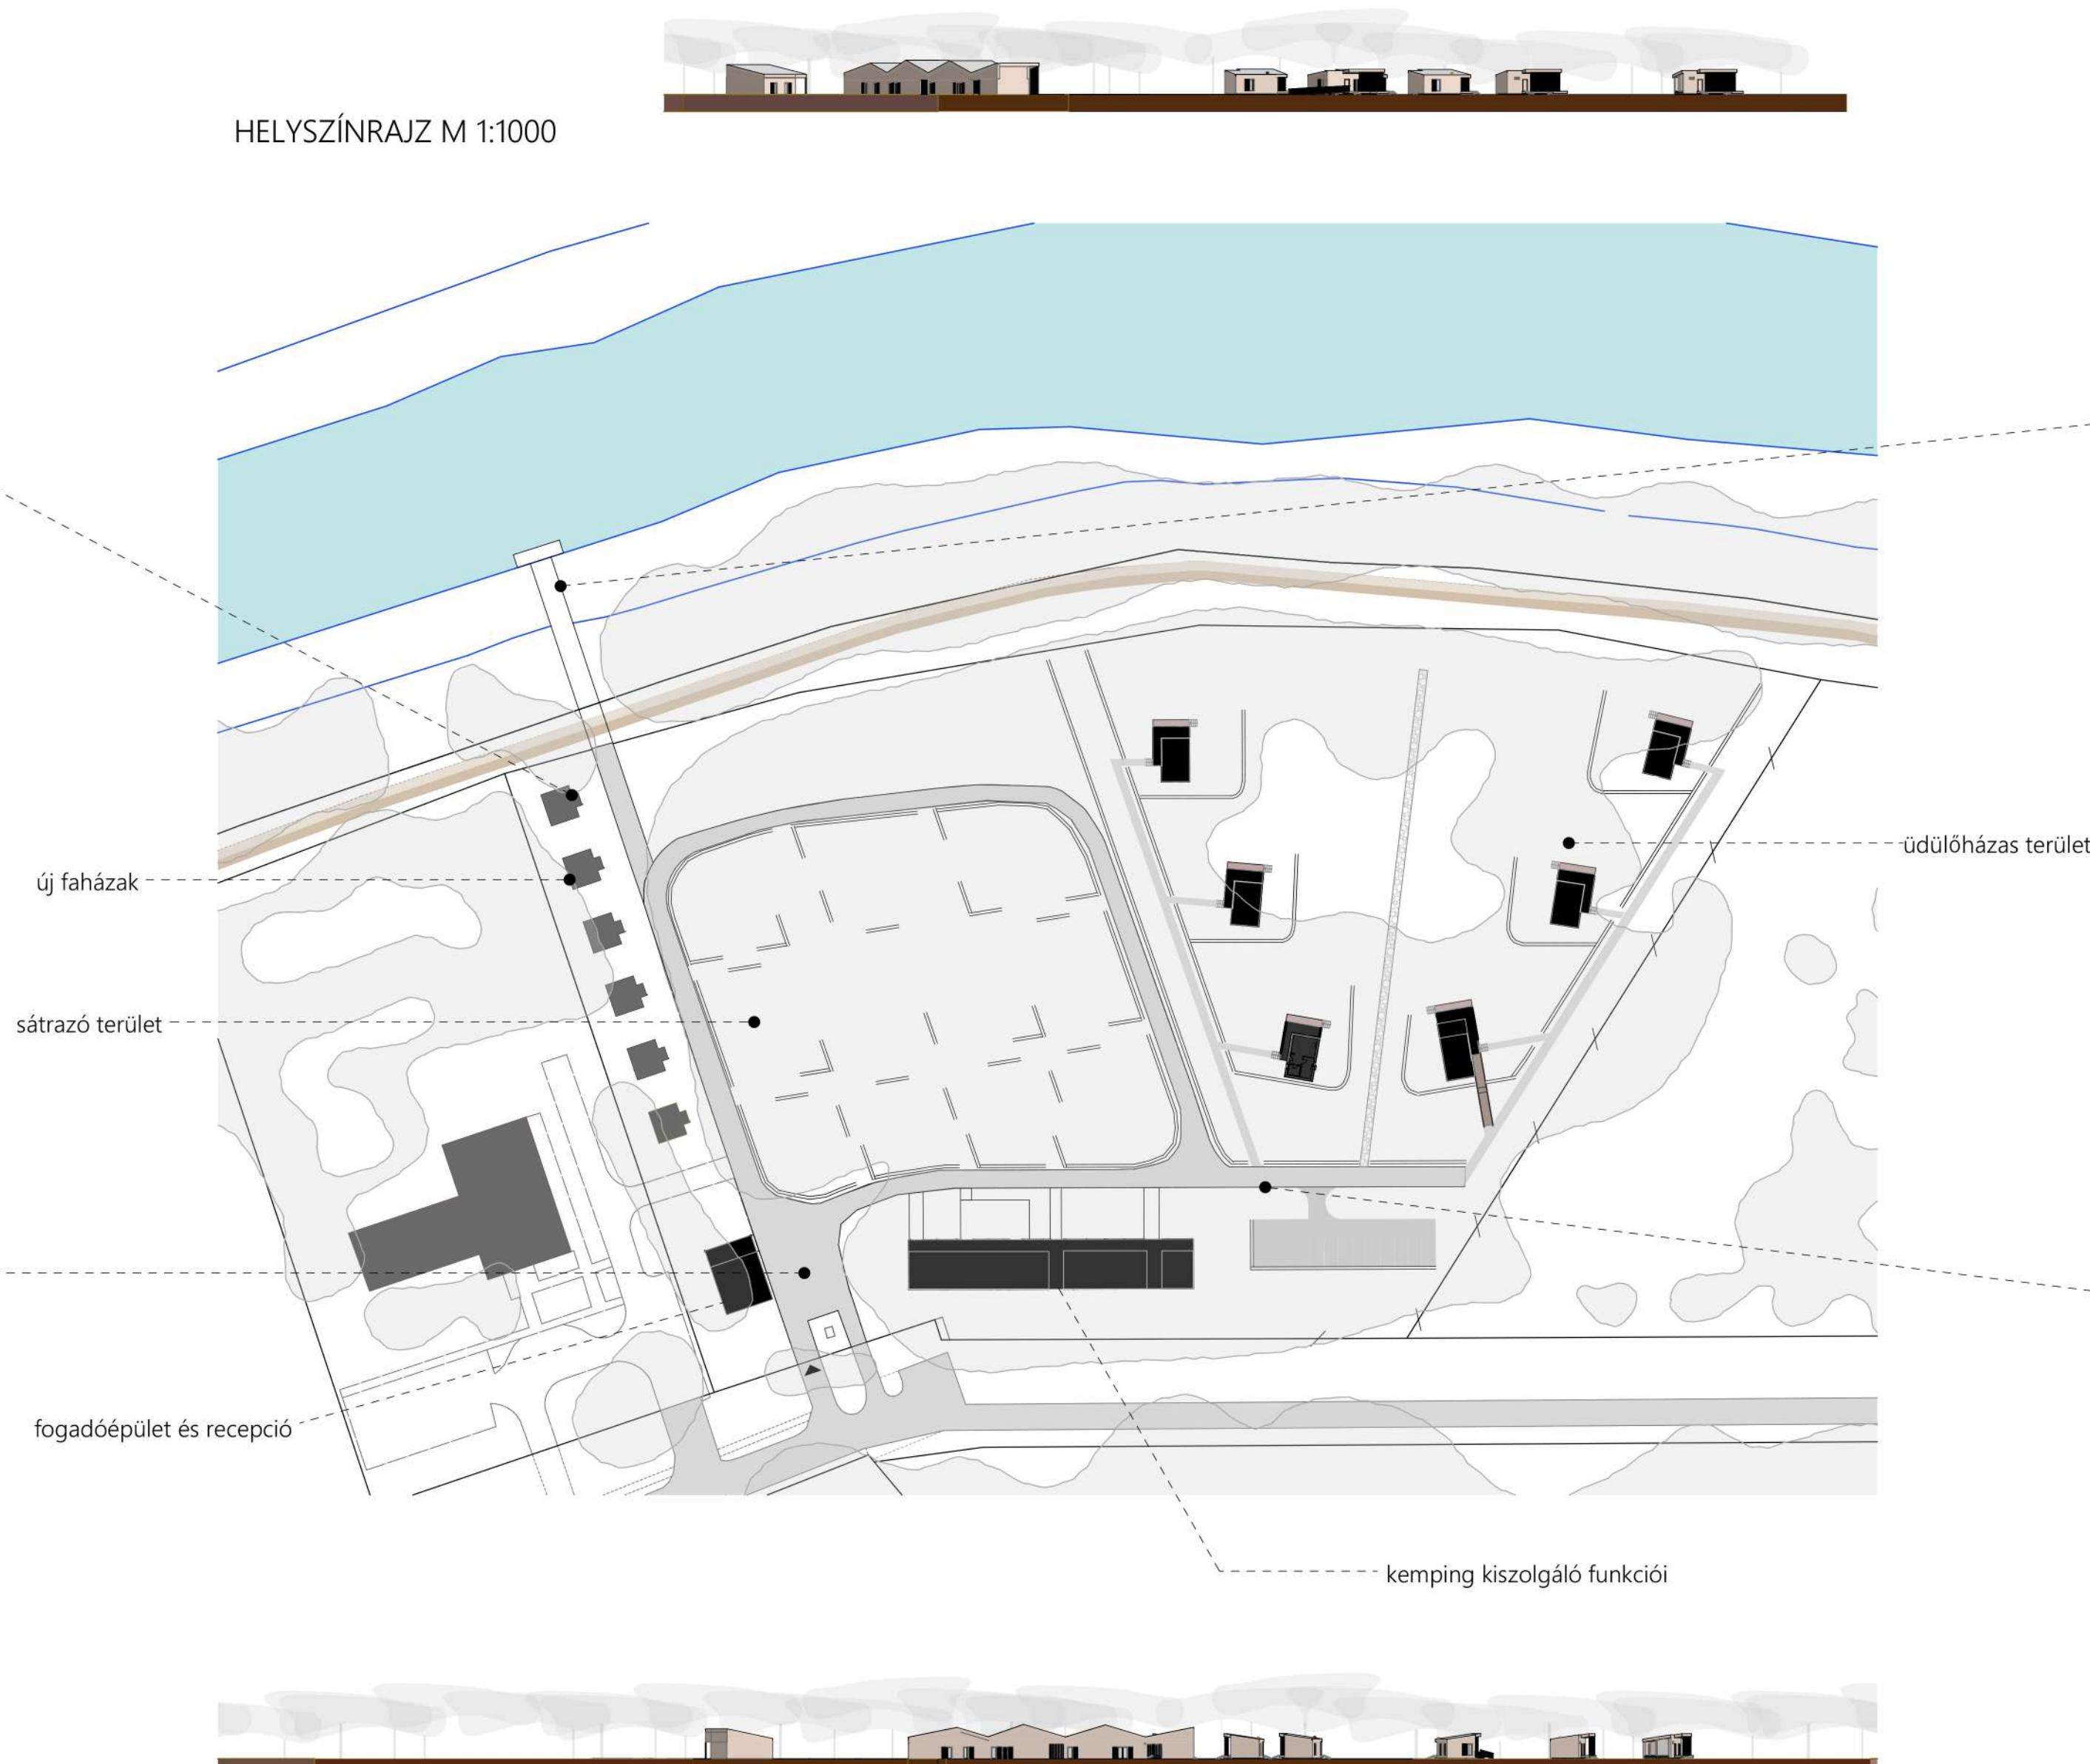 HELYSZÍNRAJZ M 1:1000
üdülőházas terület
új faházak
sátrazó terület
fogadóépület és recepció
kemping kiszolgáló funkciói